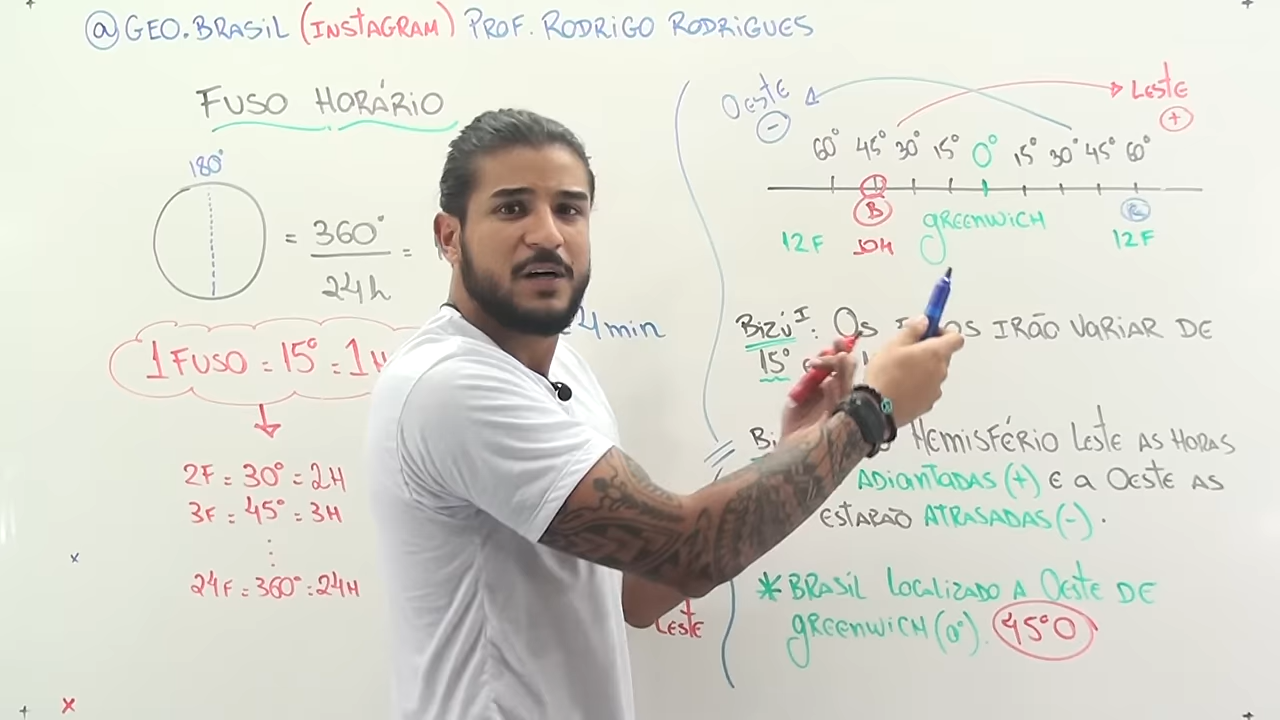 @GEO.BRASIL (INSTAGRAM) PROF. RODRIGO RODRIGUES
FUSO HORÁRIO
180°
= 360° =
24h
4min
1 FUSO = 15° = 1H
2F = 30° = 2H
3F = 45° = 3H
24F = 360° = 24H
LESTE
OESTE LESTE
- +
60° 45° 30° 15° 0° 15° 30° 45° 60°
B
GREENWICH
12F 10H 12F
BIZÚ I: OS IRÃO VARIAR DE
15°
HEMISFÉRIO LESTE AS HORAS
ADIANTADAS (+) E A OESTE AS
ESTARÃO ATRASADAS (-).
* BRASIL LOCALIZADO A OESTE DE
GREENWICH (0°). 45°O